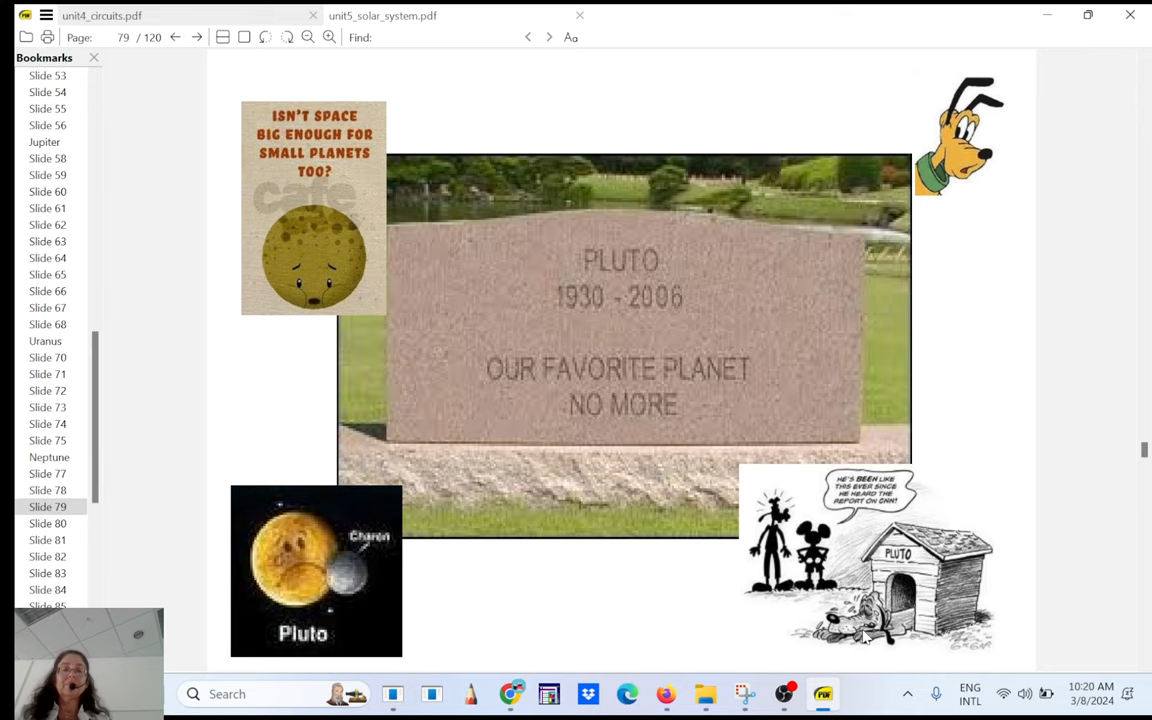 unit4_circuits.pdf
unit5_solar_system.pdf
Page: 79 / 120
Find:
Aa
Bookmarks
Slide 53
Slide 54
Slide 55
Slide 56
Jupiter
Slide 58
Slide 59
Slide 60
Slide 61
Slide 62
Slide 63
Slide 64
Slide 65
Slide 66
Slide 67
Slide 68
Uranus
Slide 70
Slide 71
Slide 72
Slide 73
Slide 74
Slide 75
Neptune
Slide 77
Slide 78
Slide 79
Slide 80
Slide 81
Slide 82
Slide 83
Slide 84
Slide 85
ISN'T SPACE
BIG ENOUGH FOR
SMALL PLANETS
TOO?
cafe
PLUTO
1930 - 2006
OUR FAVORITE PLANET
NO MORE
Charon
Pluto
HE'S BEEN LIKE
THIS EVER SINCE
HE HEARD THE
REPORT ON CNN!
PLUTO
Search
PDF
ENG
INTL
10:20 AM
3/8/2024